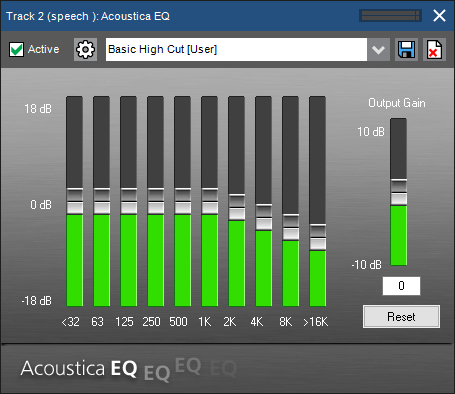 Track 2 (speech ): Acoustica EQ
Active
Basic High Cut [User]
18 dB
0 dB
-18 dB
<32 63 125 250 500 1K 2K 4K 8K >16K
Output Gain
10 dB
-10 dB
0
Reset
Acoustica EQ EQ EQ EQ